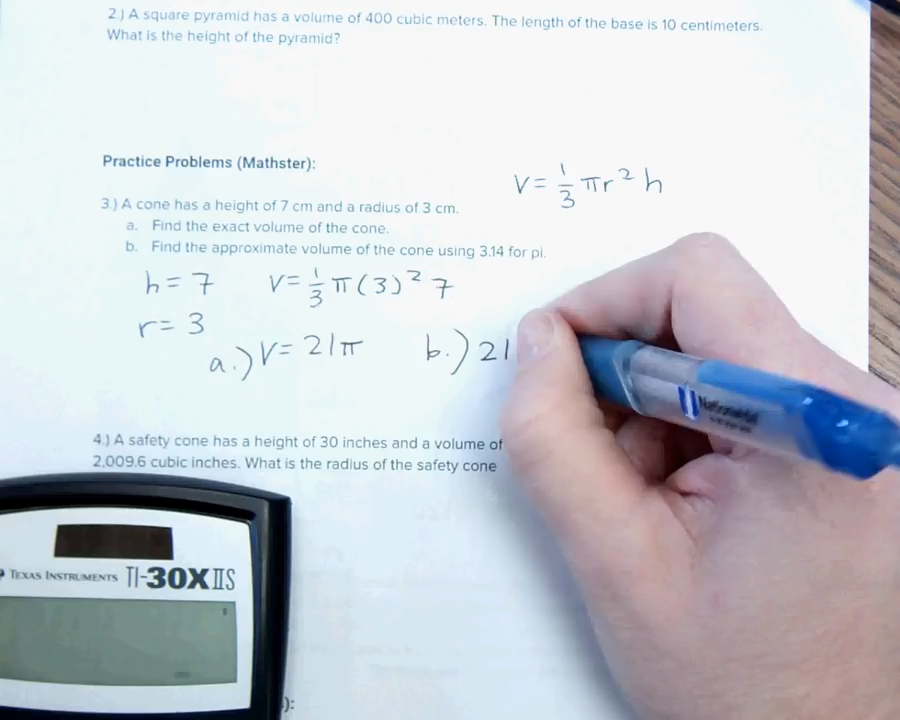 2.) A square pyramid has a volume of 400 cubic meters. The length of the base is 10 centimeters.
What is the height of the pyramid?
Practice Problems (Mathster):
V = 1/3 πr² h
3.) A cone has a height of 7 cm and a radius of 3 cm.
a. Find the exact volume of the cone.
b. Find the approximate volume of the cone using 3.14 for pi.
h = 7 V = 1/3 π (3)² 7
r = 3
a.) V = 21π b.) 21
4.) A safety cone has a height of 30 inches and a volume of
2,009.6 cubic inches. What is the radius of the safety cone
TEXAS INSTRUMENTS TI-30X IIS
):